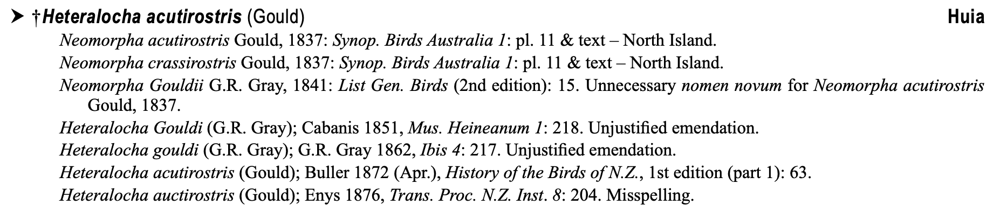 ➤ †Heteralocha acutirostris (Gould) Huia
Neomorpha acutirostris Gould, 1837: Synop. Birds Australia 1: pl. 11 & text – North Island.
Neomorpha crassirostris Gould, 1837: Synop. Birds Australia 1: pl. 11 & text – North Island.
Neomorpha Gouldii G.R. Gray, 1841: List Gen. Birds (2nd edition): 15. Unnecessary nomen novum for Neomorpha acutirostris
Gould, 1837.
Heteralocha Gouldi (G.R. Gray); Cabanis 1851, Mus. Heineanum 1: 218. Unjustified emendation.
Heteralocha gouldi (G.R. Gray); G.R. Gray 1862, Ibis 4: 217. Unjustified emendation.
Heteralocha acutirostris (Gould); Buller 1872 (Apr.), History of the Birds of N.Z., 1st edition (part 1): 63.
Heteralocha auctirostris (Gould); Enys 1876, Trans. Proc. N.Z. Inst. 8: 204. Misspelling.